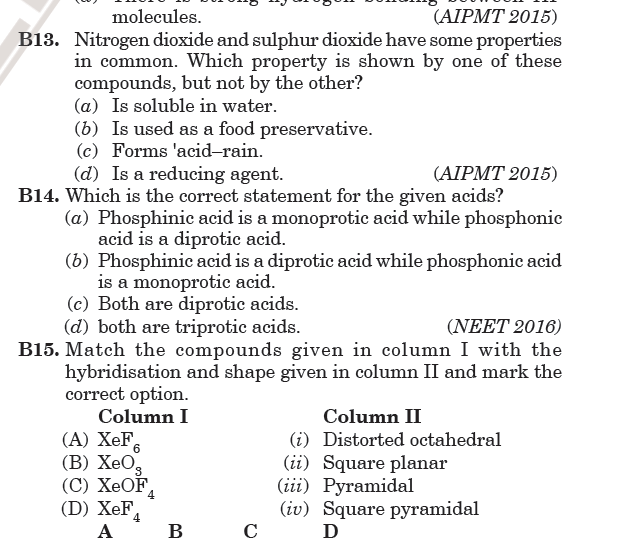 molecules. (AIPMT 2015)
B13. Nitrogen dioxide and sulphur dioxide have some properties
in common. Which property is shown by one of these
compounds, but not by the other?
(a) Is soluble in water.
(b) Is used as a food preservative.
(c) Forms 'acid–rain.
(d) Is a reducing agent. (AIPMT 2015)
B14. Which is the correct statement for the given acids?
(a) Phosphinic acid is a monoprotic acid while phosphonic
acid is a diprotic acid.
(b) Phosphinic acid is a diprotic acid while phosphonic acid
is a monoprotic acid.
(c) Both are diprotic acids.
(d) both are triprotic acids. (NEET 2016)
B15. Match the compounds given in column I with the
hybridisation and shape given in column II and mark the
correct option.
Column I Column II
(A) XeF₆ (i) Distorted octahedral
(B) XeO₃ (ii) Square planar
(C) XeOF₄ (iii) Pyramidal
(D) XeF₄ (iv) Square pyramidal
A B C D